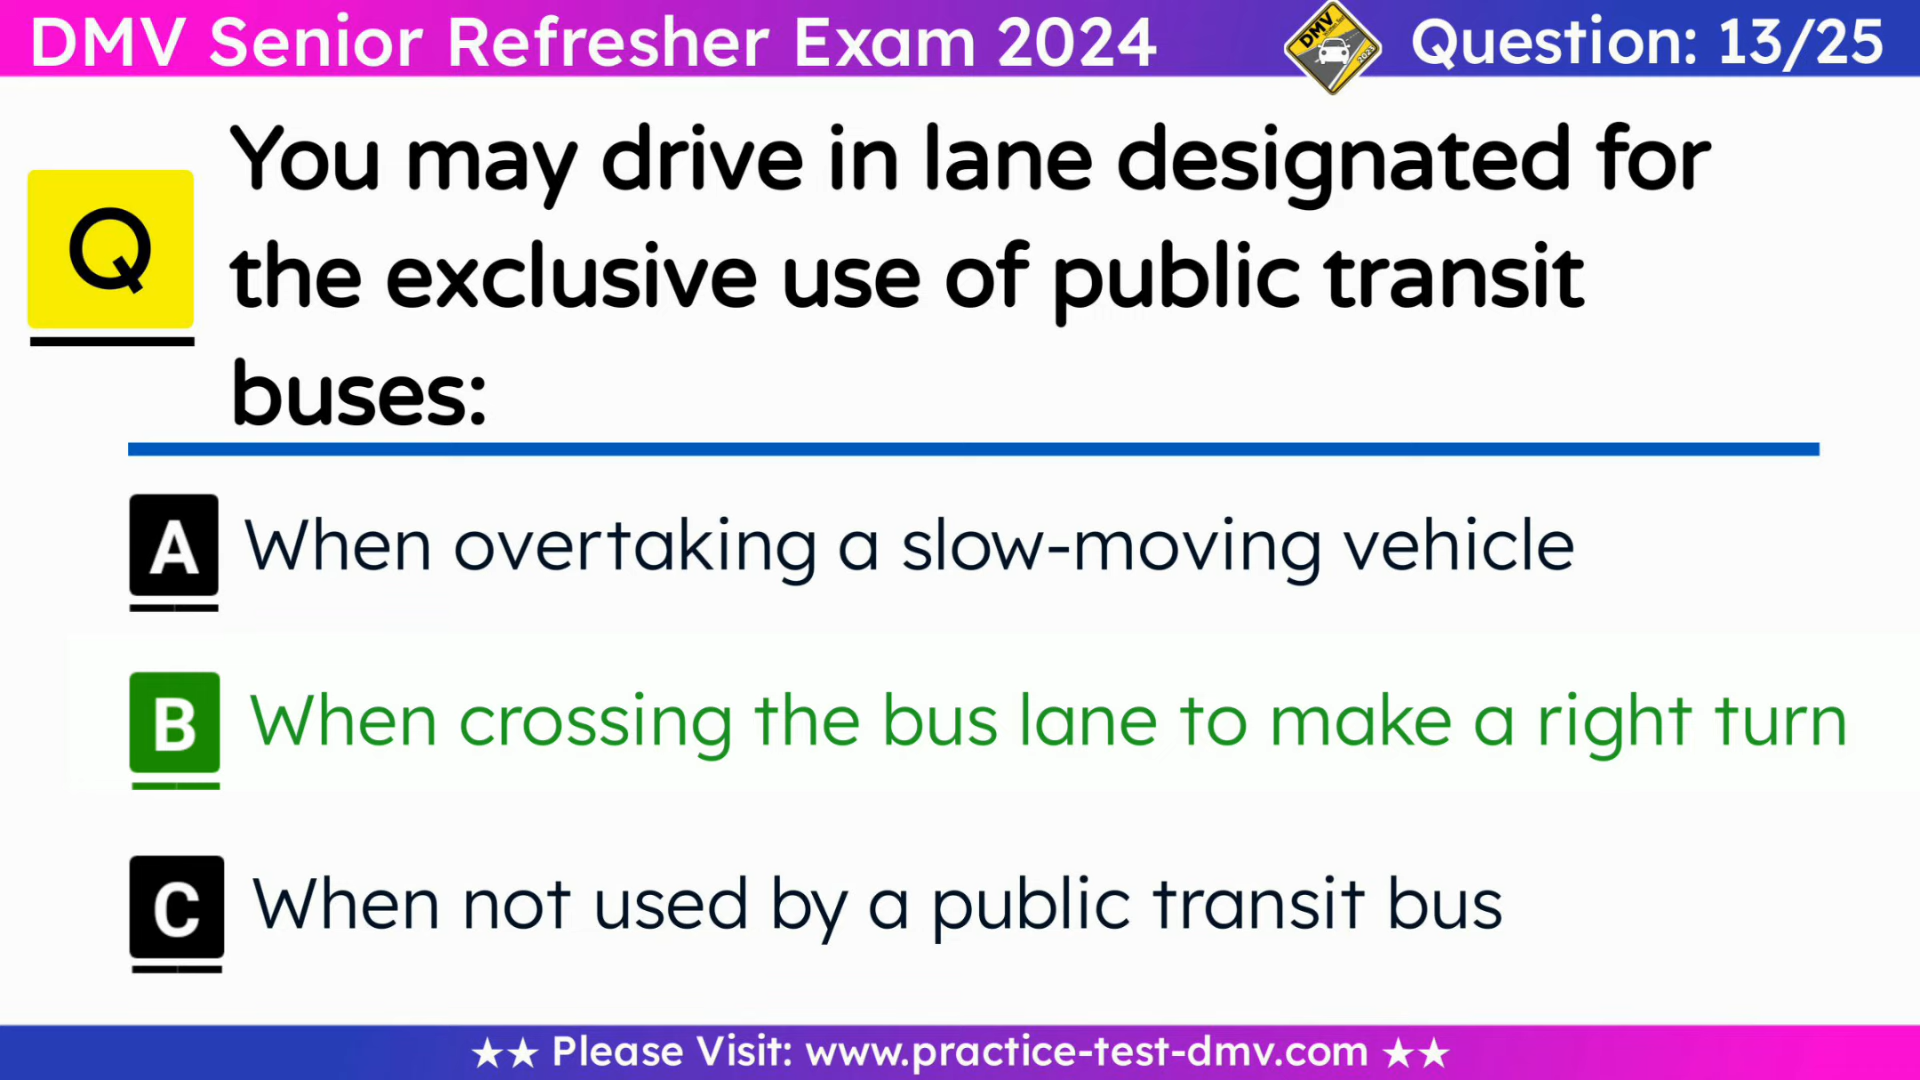 DMV Senior Refresher Exam 2024
DMV
2023
Question: 13/25
Q
You may drive in lane designated for
the exclusive use of public transit
buses:
A When overtaking a slow-moving vehicle
B When crossing the bus lane to make a right turn
C When not used by a public transit bus
★★ Please Visit: www.practice-test-dmv.com ★★